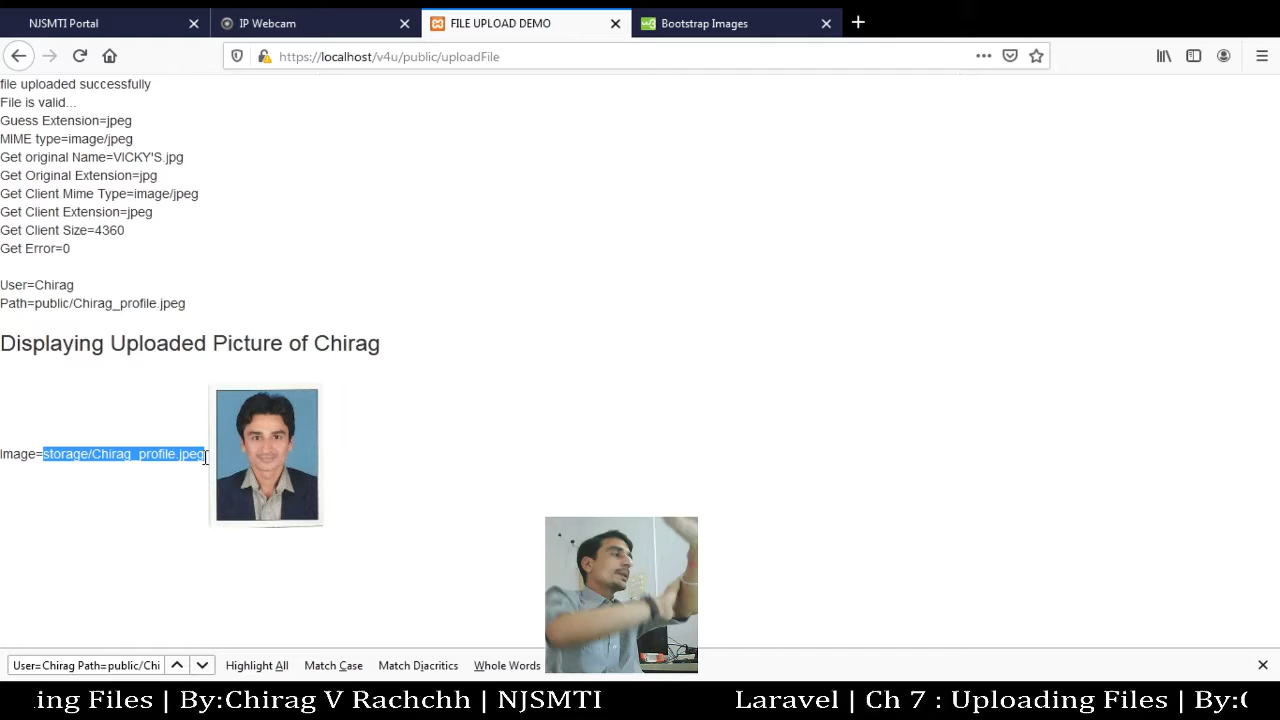 NJSMTI Portal
IP Webcam
FILE UPLOAD DEMO
Bootstrap Images
https://localhost/v4u/public/uploadFile
file uploaded successfully
File is valid...
Guess Extension=jpeg
MIME type=image/jpeg
Get original Name=VICKY'S.jpg
Get Original Extension=jpg
Get Client Mime Type=image/jpeg
Get Client Extension=jpeg
Get Client Size=4360
Get Error=0
User=Chirag
Path=public/Chirag_profile.jpeg
Displaying Uploaded Picture of Chirag
Image=storage/Chirag_profile.jpeg
User=Chirag Path=public/Chi
Highlight All
Match Case
Match Diacritics
Whole Words
ing Files | By:Chirag V Rachchh | NJSMTI
Laravel | Ch 7 : Uploading Files | By: